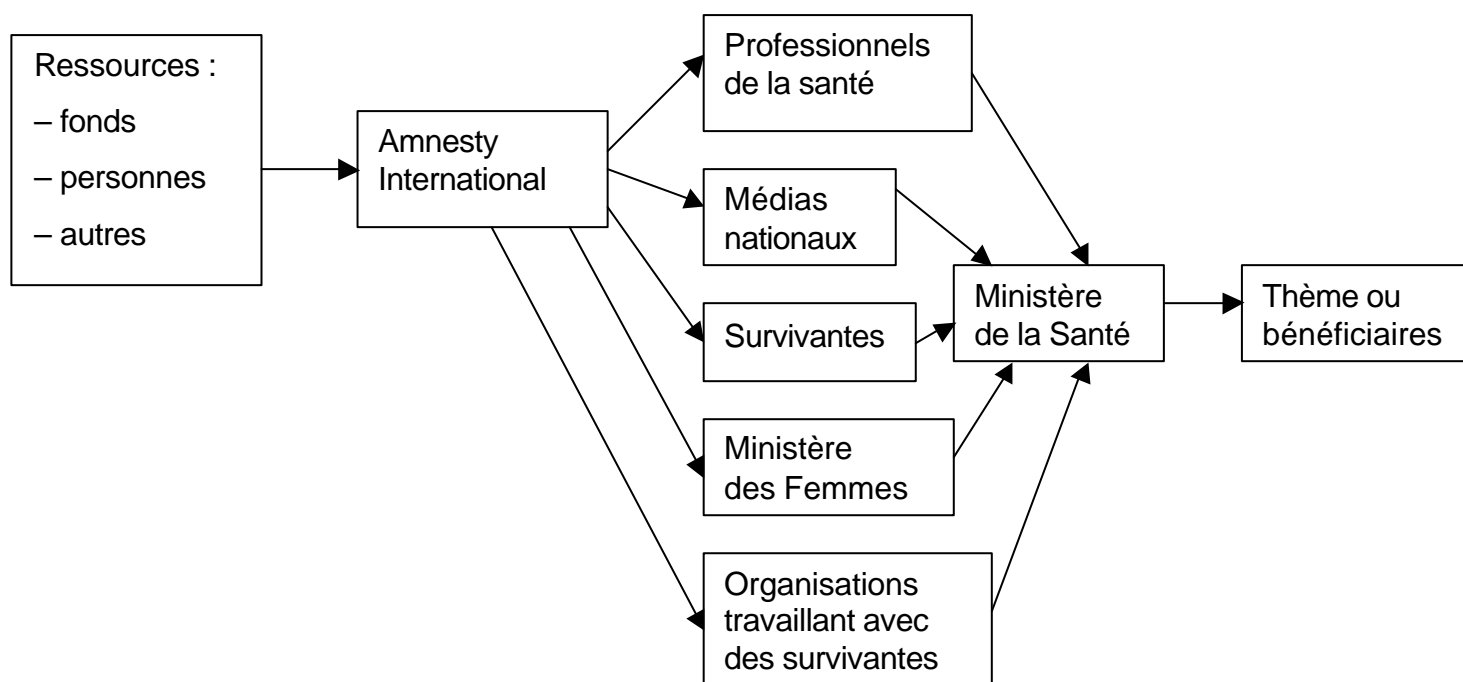 Ressources :
– fonds
– personnes
– autres
Amnesty
International
Professionnels
de la santé
Médias
nationaux
Survivantes
Ministère
des Femmes
Organisations
travaillant avec
des survivantes
Ministère
de la Santé
Thème ou
bénéficiaires